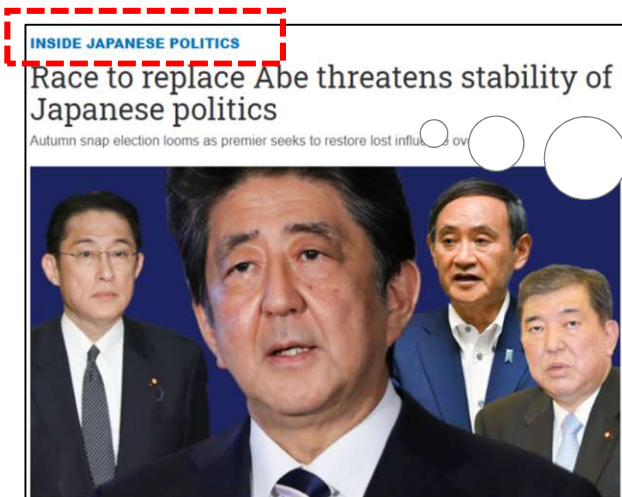 INSIDE JAPANESE POLITICS
Race to replace Abe threatens stability of
Japanese politics
Autumn snap election looms as premier seeks to restore lost